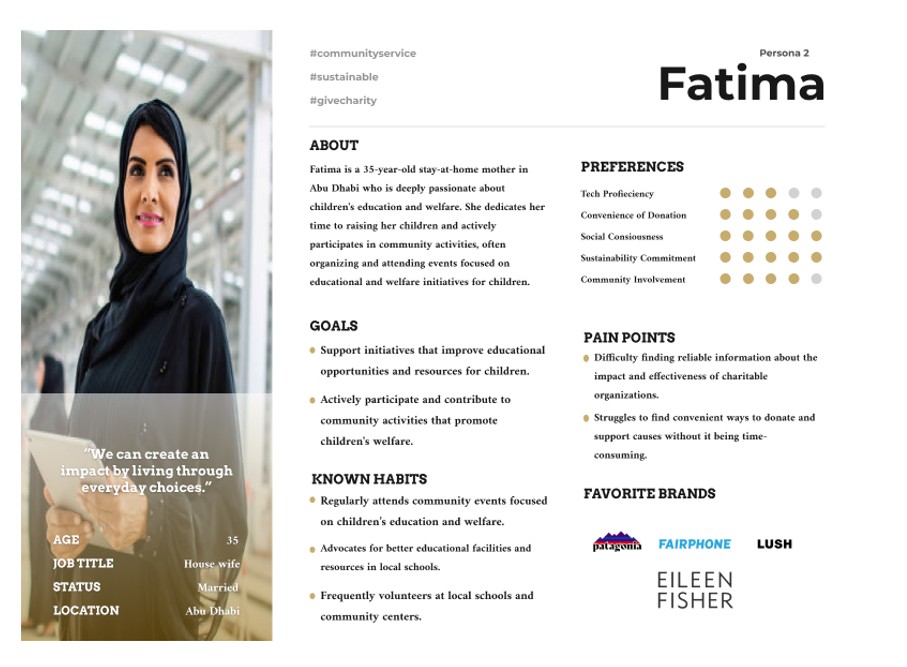 #communityservice
#sustainable
#givecharity
Persona 2
Fatima
ABOUT
Fatima is a 35-year-old stay-at-home mother in
Abu Dhabi who is deeply passionate about
children's education and welfare. She dedicates her
time to raising her children and actively
participates in community activities, often
organizing and attending events focused on
educational and welfare initiatives for children.
GOALS
Support initiatives that improve educational
opportunities and resources for children.
Actively participate and contribute to
community activities that promote
children's welfare.
KNOWN HABITS
Regularly attends community events focused
on children's education and welfare.
Advocates for better educational facilities and
resources in local schools.
Frequently volunteers at local schools and
community centers.
PREFERENCES
Tech Profieciency
Convenience of Donation
Social Consiousness
Sustainability Commitment
Community Involvement
PAIN POINTS
Difficulty finding reliable information about the
impact and effectiveness of charitable
organizations.
Struggles to find convenient ways to donate and
support causes without it being time-
consuming.
FAVORITE BRANDS
patagonia
FAIRPHONE
LUSH
EILEEN
FISHER
“We can create an
impact by living through
everyday choices.”
AGE 35
JOB TITLE House wife
STATUS Married
LOCATION Abu Dhabi